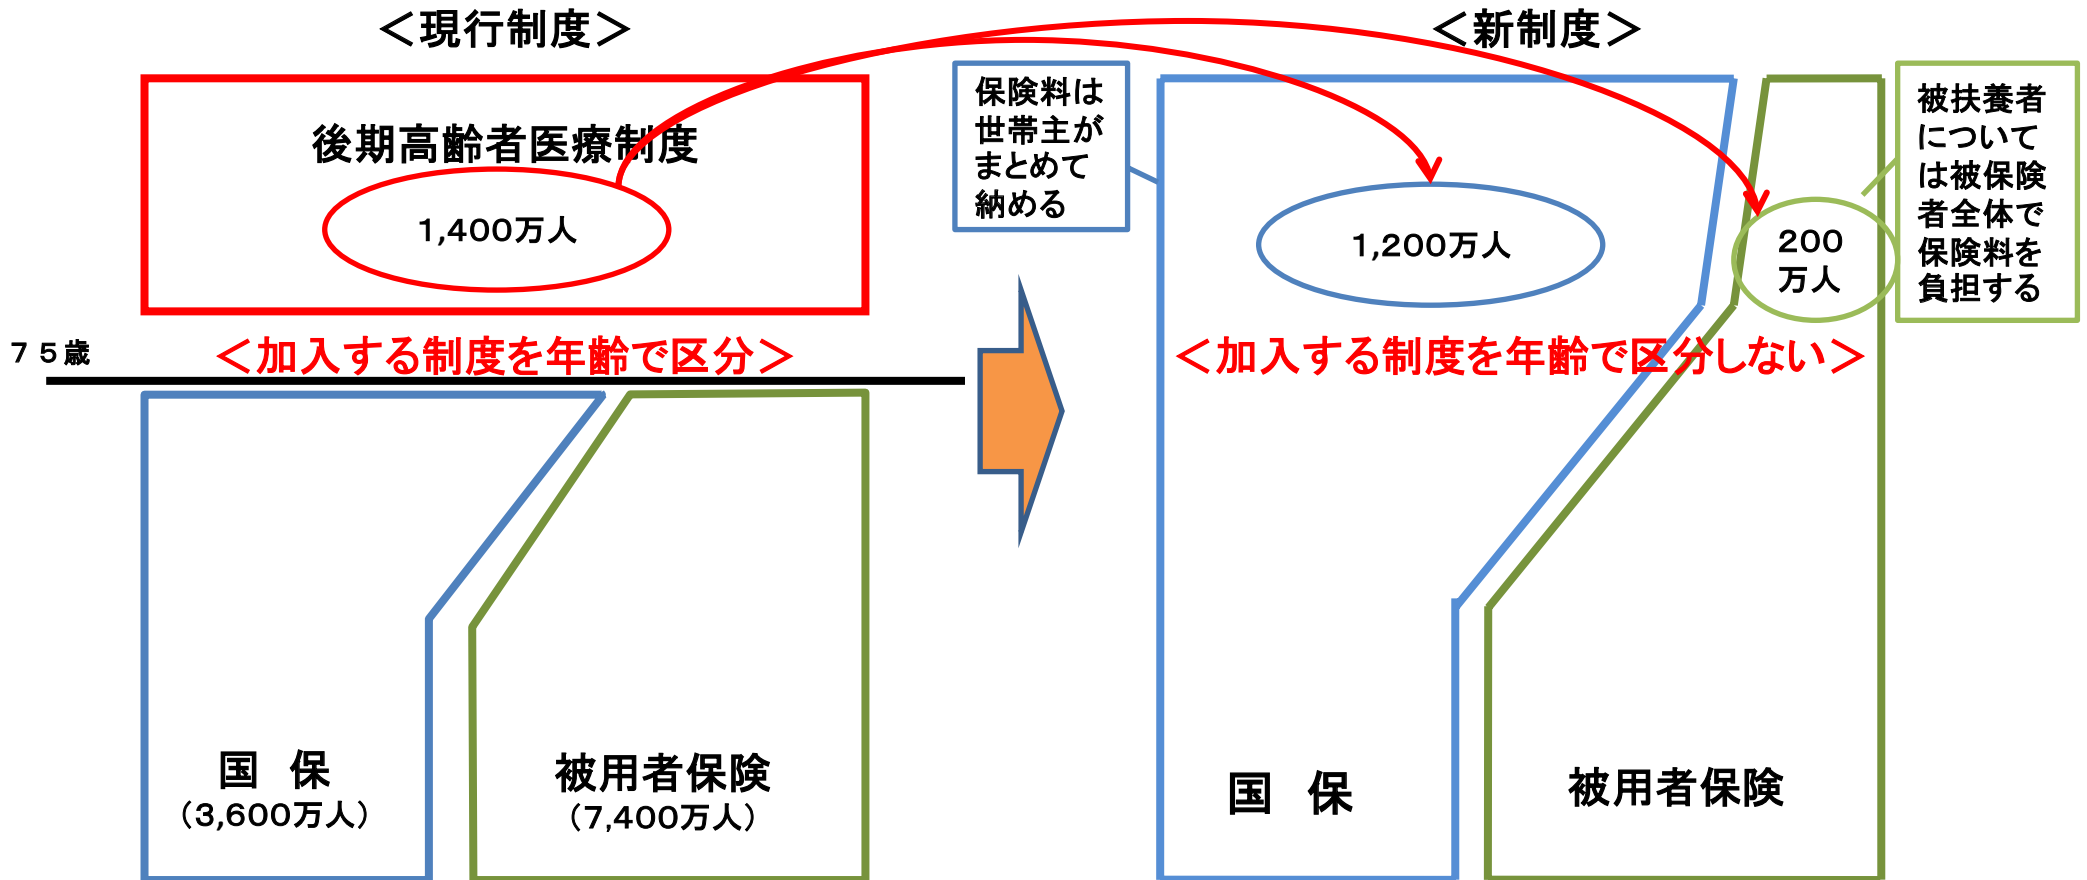 ＜現行制度＞
後期高齢者医療制度
1,400万人
７５歳
＜加入する制度を年齢で区分＞
国　保
（3,600万人）
被用者保険
（7,400万人）
＜新制度＞
保険料は
世帯主が
まとめて
納める
1,200万人
200
万人
被扶養者
について
は被保険
者全体で
保険料を
負担する
＜加入する制度を年齢で区分しない＞
国　保
被用者保険